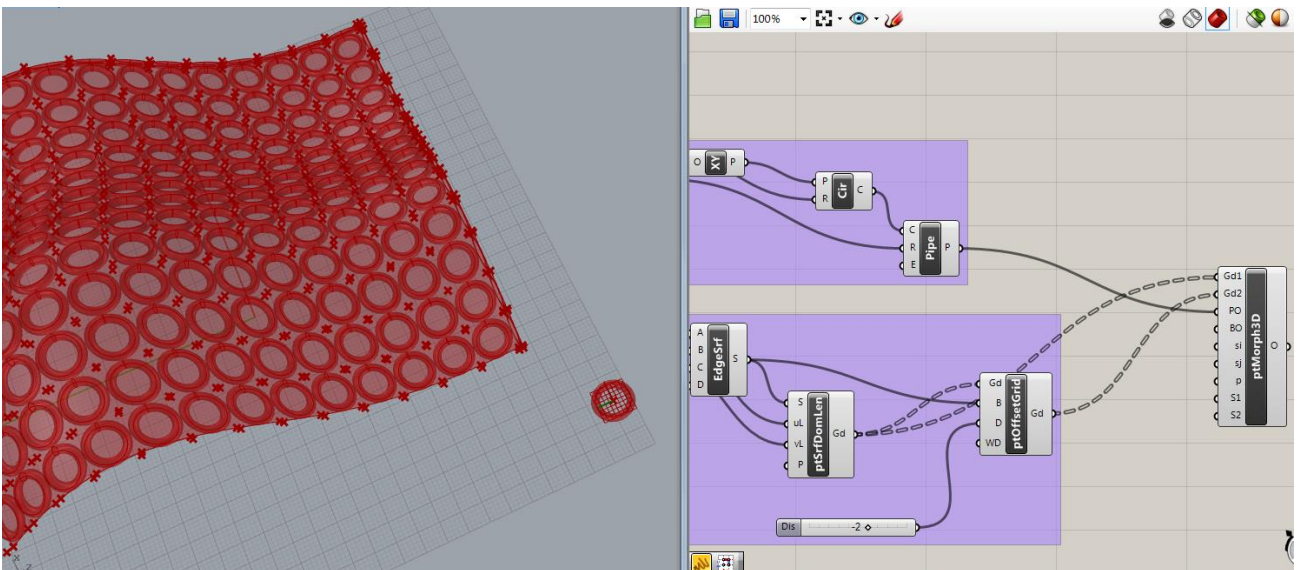 100%
O XY P
P
R Cir C
C
R
E Pipe P
A
B
C
D EdgeSrf S
S
uL
vL
P ptSrfDomLen Gd
Gd
B
D
WD ptOffsetGrid Gd
Dis -2
Gd1
Gd2
PO
BO
si
sj
p
S1
S2 ptMorph3D O
x
z